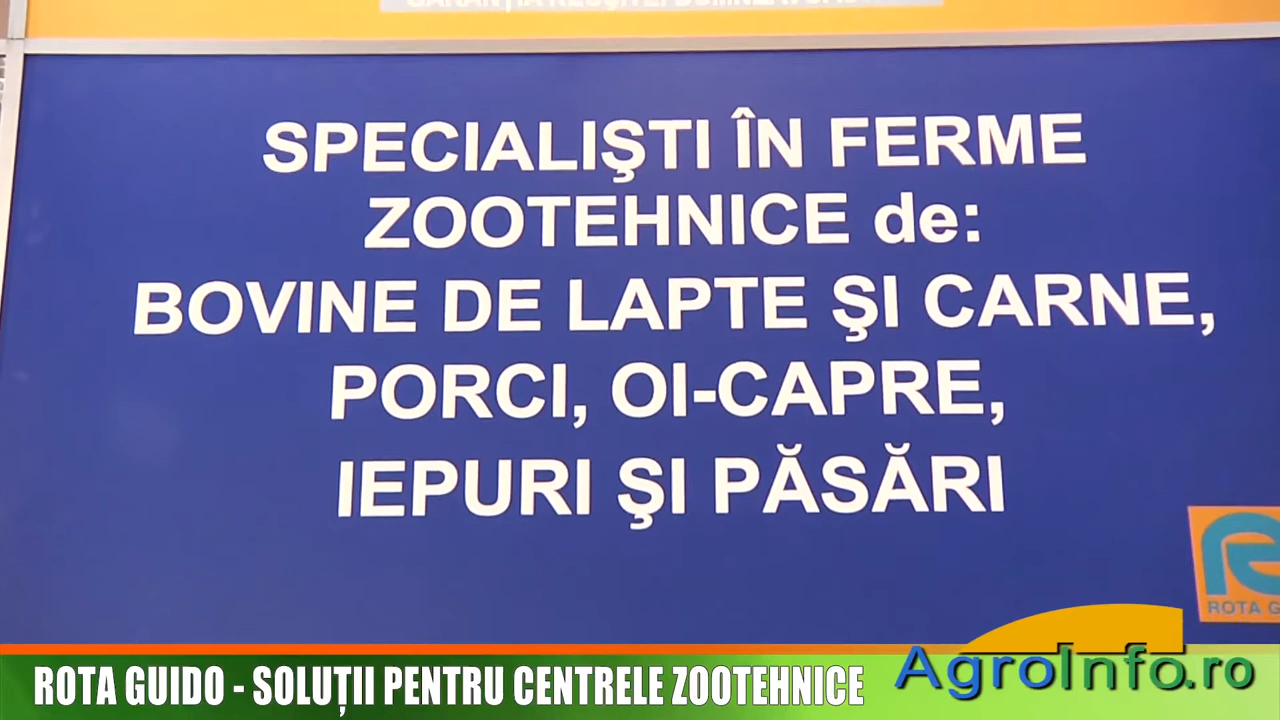 SPECIALIŞTI ÎN FERME
ZOOTEHNICE de:
BOVINE DE LAPTE ŞI CARNE,
PORCI, OI-CAPRE,
IEPURI ŞI PĂSĂRI
ROTA G
ROTA GUIDO - SOLUȚII PENTRU CENTRELE ZOOTEHNICE
AgroInfo.ro